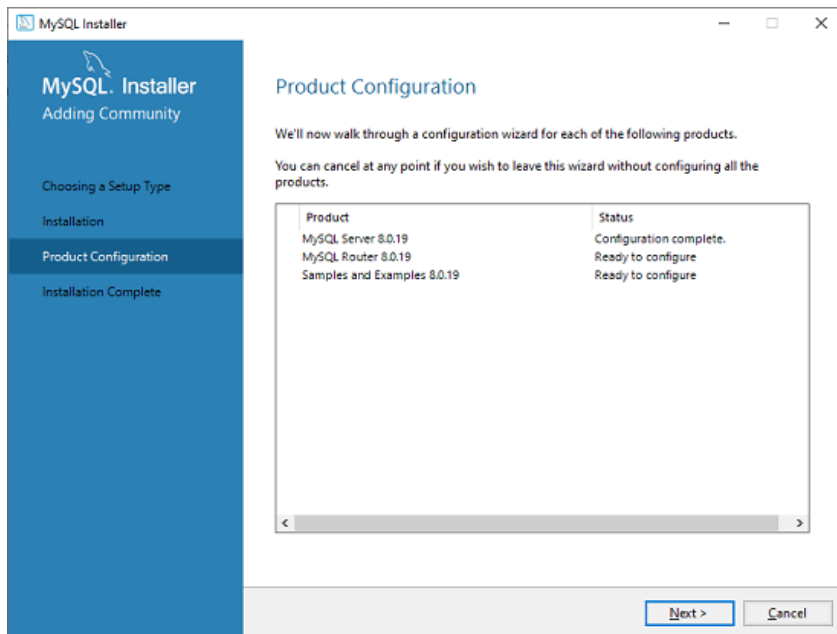 MySQL Installer
MySQL. Installer
Adding Community
Choosing a Setup Type
Installation
Product Configuration
Installation Complete
Product Configuration
We'll now walk through a configuration wizard for each of the following products.
You can cancel at any point if you wish to leave this wizard without configuring all the
products.
Product Status
MySQL Server 8.0.19 Configuration complete.
MySQL Router 8.0.19 Ready to configure
Samples and Examples 8.0.19 Ready to configure
Next > Cancel